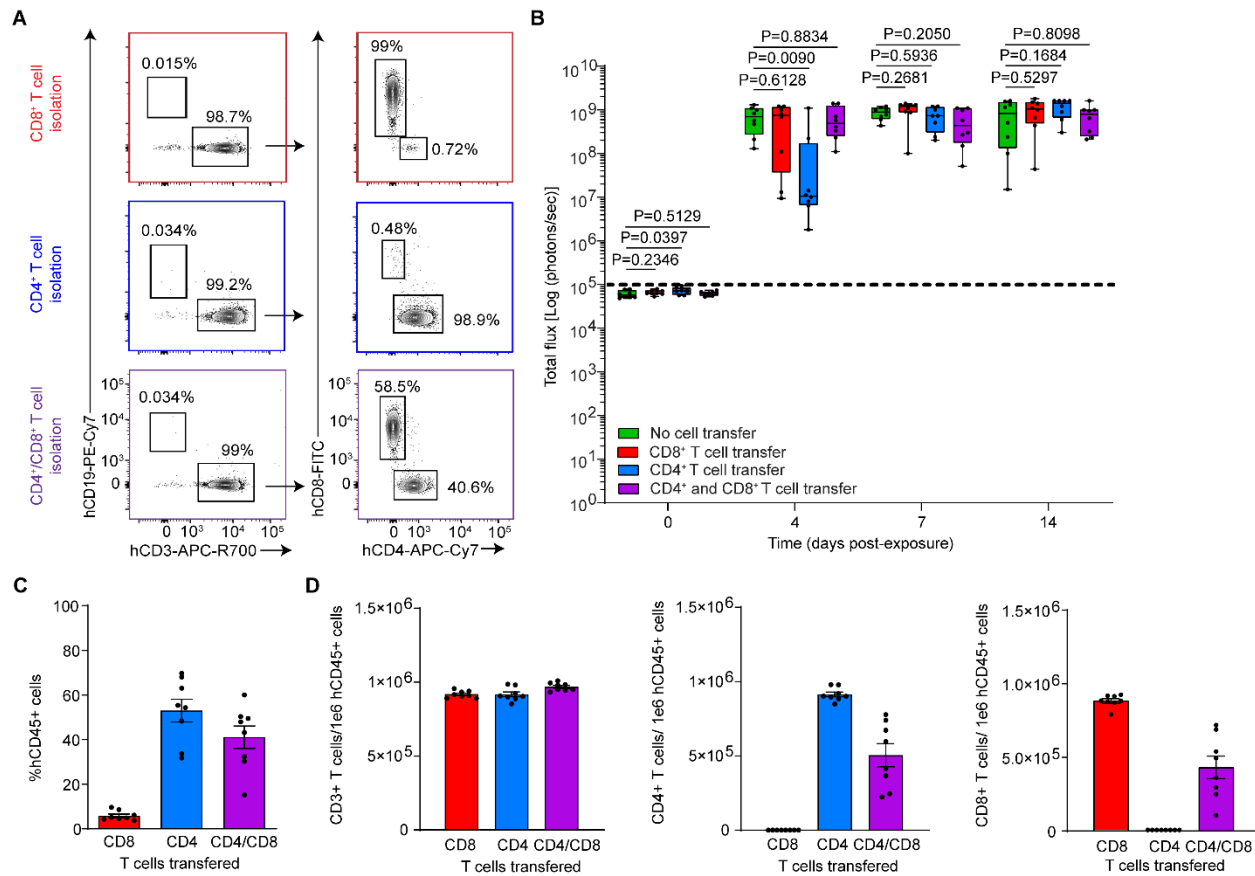 A
CD8⁺ T cell
isolation
0.015%
98.7%
99%
0.72%
CD4⁺ T cell
isolation
0.034%
99.2%
0.48%
98.9%
CD4⁺/CD8⁺ T cell
isolation
10⁵
10⁴
10³
0
0.034%
99%
10⁵
10⁴
10³
0
58.5%
40.6%
hCD19-PE-Cy7
hCD8-FITC
0 10³ 10⁴ 10⁵
0 10³ 10⁴ 10⁵
hCD3-APC-R700
hCD4-APC-Cy7
B
P=0.8834
P=0.0090
P=0.6128
P=0.2050
P=0.5936
P=0.2681
P=0.8098
P=0.1684
P=0.5297
P=0.5129
P=0.0397
P=0.2346
Total flux [Log (photons/sec)]
10¹⁰
10⁹
10⁸
10⁷
10⁶
10⁵
10⁴
10³
10²
10¹
10⁰
No cell transfer
CD8⁺ T cell transfer
CD4⁺ T cell transfer
CD4⁺ and CD8⁺ T cell transfer
0 4 7 14
Time (days post-exposure)
C
%hCD45+ cells
100
80
60
40
20
0
CD8 CD4 CD4/CD8
T cells transfered
D
CD3+ T cells/1e6 hCD45+ cells
1.5×10⁶
1.0×10⁶
5×10⁵
0
CD8 CD4 CD4/CD8
T cells transfered
CD4+ T cells/ 1e6 hCD45+ cells
1.5×10⁶
1.0×10⁶
5×10⁵
0
CD8 CD4 CD4/CD8
T cells transfered
CD8+ T cells/ 1e6 hCD45+ cells
1.5×10⁶
1.0×10⁶
5×10⁵
0
CD8 CD4 CD4/CD8
T cells transfered